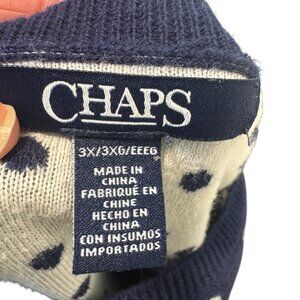 CHAPS
3X/3XG/EEEG
MADE IN
CHINA
FABRIQUÉ EN
CHINE
HECHO EN
CHINA
CON INSUMOS
IMPORTADOS